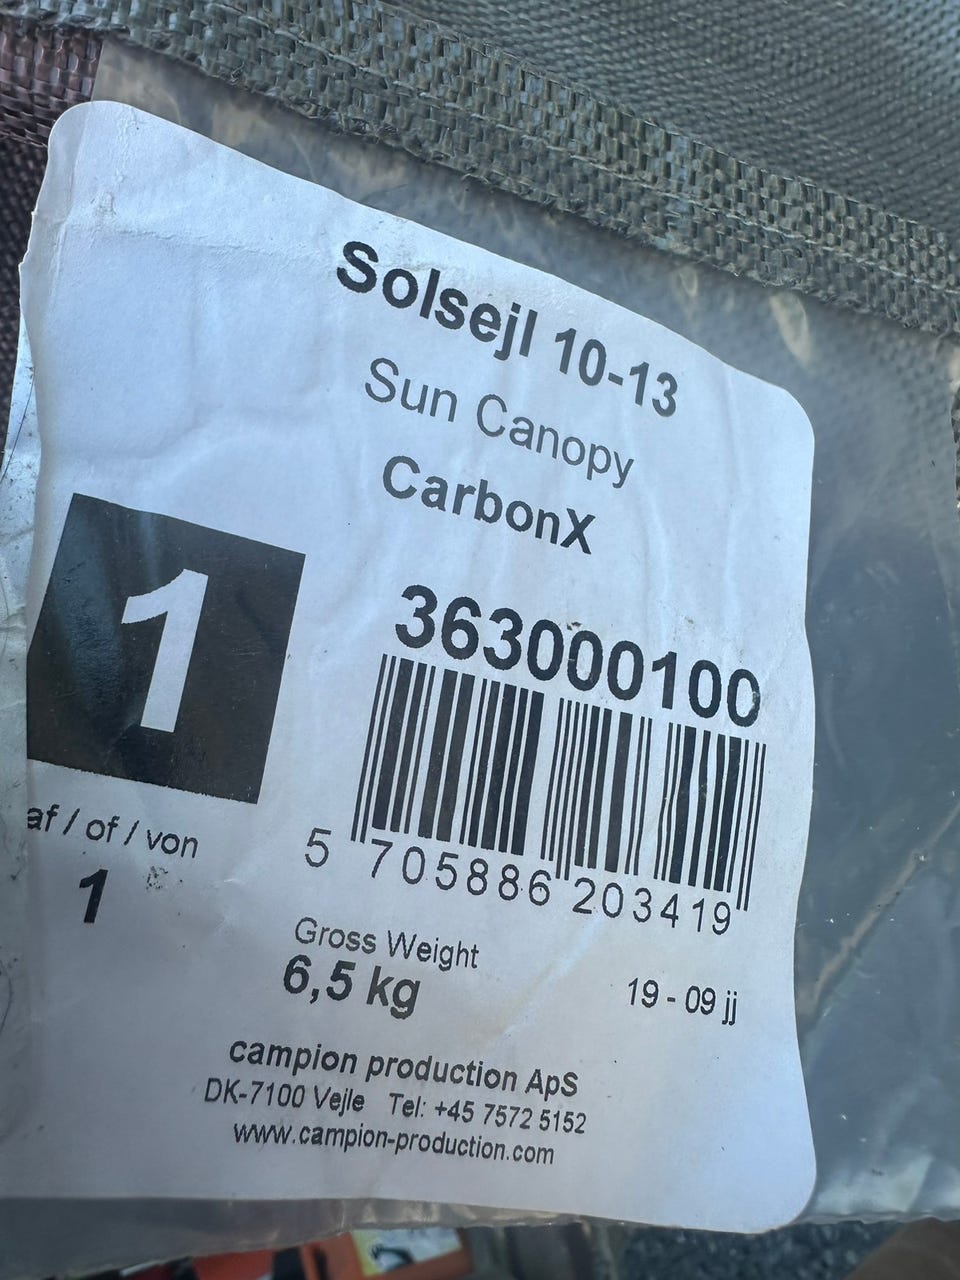 Solsejl 10-13
Sun Canopy
CarbonX
363000100
1
5 705886 203419
af / of / von
1
Gross Weight
6,5 kg
19 - 09 jj
campion production ApS
DK-7100 Vejle Tel: +45 7572 5152
www.campion-production.com